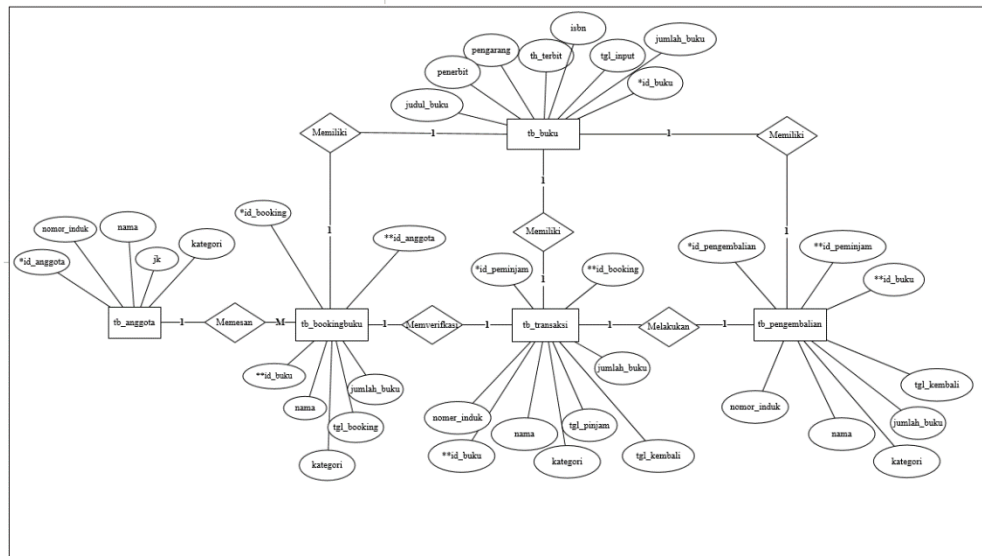 isbn
jumlah_buku
pengarang
th_terbit
tgl_input
penerbit
*id_buku
judul_buku
Memiliki
1
tb_buku
1
Memiliki
1
*id_booking
nama
nomor_induk
kategori
**id_anggota
Memiliki
1
1
*id_pengembalian
**id_peminjam
*id_anggota
jk
*id_peminjam
**id_booking
**id_buku
1
tb_anggota
1
Memesan
M
tb_bookingbuku
1
Memverifkasi
1
tb_transaksi
1
Melakukan
1
tb_pengembalian
**id_buku
jumlah_buku
jumlah_buku
tgl_kembali
nama
nomer_induk
nomor_induk
tgl_booking
tgl_pinjam
jumlah_buku
nama
nama
**id_buku
tgl_kembali
kategori
kategori
kategori